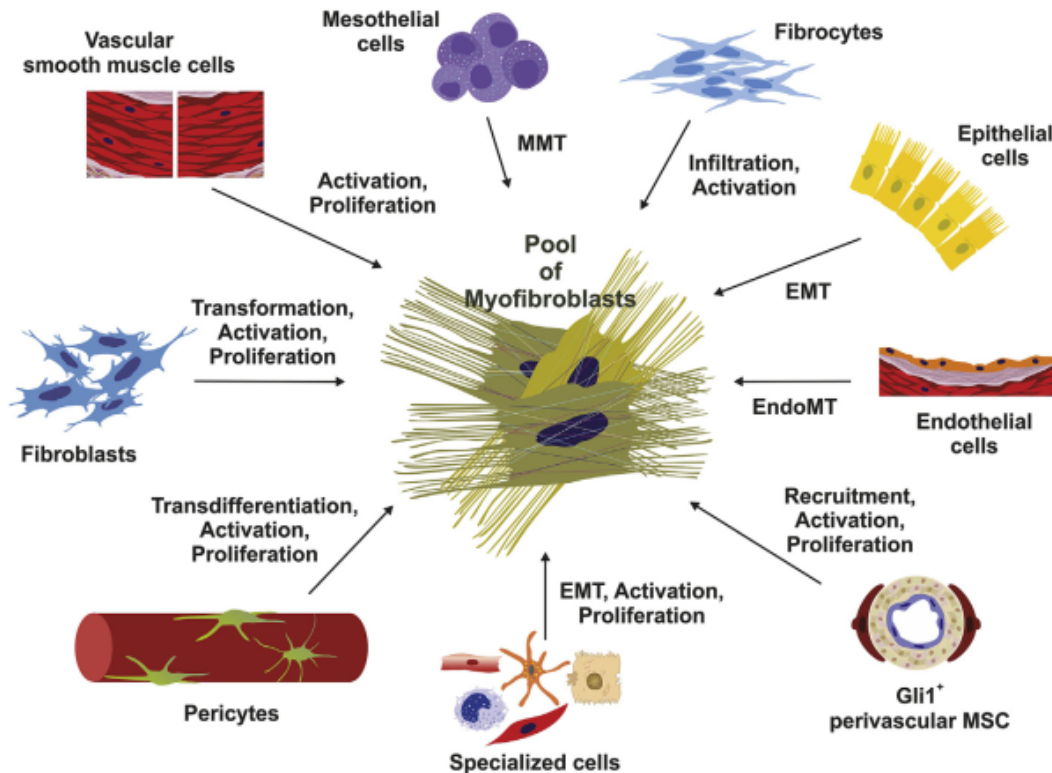 Vascular
smooth muscle cells
Mesothelial
cells
Fibrocytes
MMT
Activation,
Proliferation
Infiltration,
Activation
Epithelial
cells
Pool
of
Myofibroblasts
EMT
Transformation,
Activation,
Proliferation
Fibroblasts
EndoMT
Endothelial
cells
Transdifferentiation,
Activation,
Proliferation
Recruitment,
Activation,
Proliferation
EMT, Activation,
Proliferation
Pericytes
Specialized cells
Gli1⁺
perivascular MSC